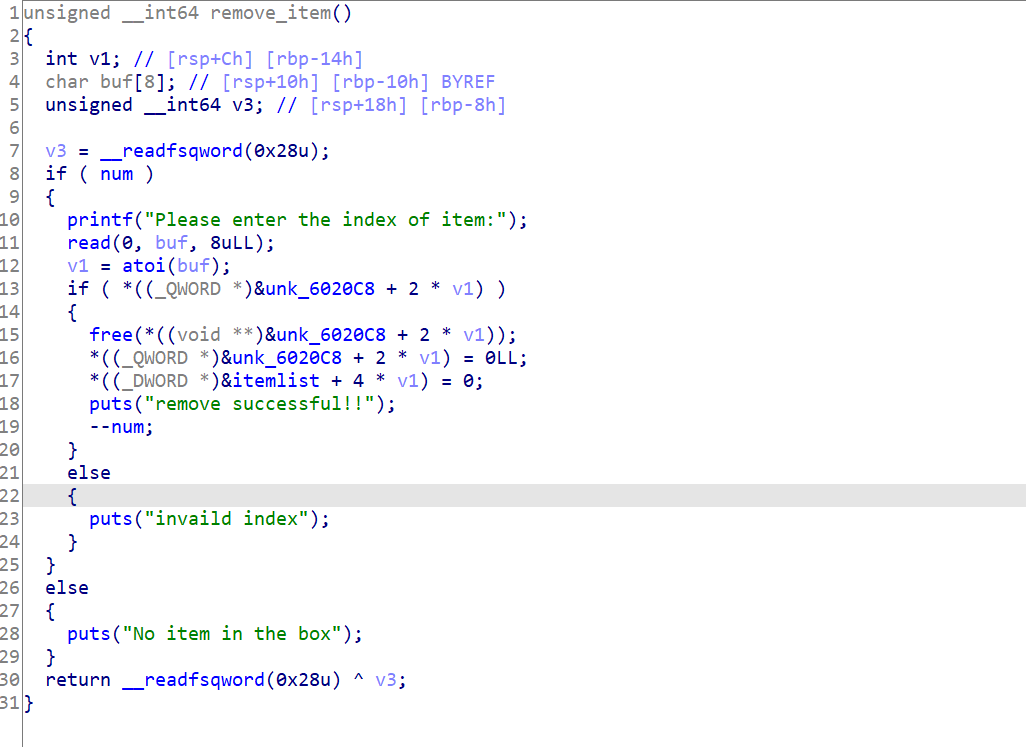 1 unsigned __int64 remove_item()
2 {
3   int v1; // [rsp+Ch] [rbp-14h]
4   char buf[8]; // [rsp+10h] [rbp-10h] BYREF
5   unsigned __int64 v3; // [rsp+18h] [rbp-8h]
6
7   v3 = __readfsqword(0x28u);
8   if ( num )
9   {
10     printf("Please enter the index of item:");
11     read(0, buf, 8uLL);
12     v1 = atoi(buf);
13     if ( *((_QWORD *)&unk_6020C8 + 2 * v1) )
14     {
15       free(*((void **)&unk_6020C8 + 2 * v1));
16       *((_QWORD *)&unk_6020C8 + 2 * v1) = 0LL;
17       *((_DWORD *)&itemlist + 4 * v1) = 0;
18       puts("remove successful!!");
19       --num;
20     }
21     else
22     {
23       puts("invaild index");
24     }
25   }
26   else
27   {
28     puts("No item in the box");
29   }
30   return __readfsqword(0x28u) ^ v3;
31 }